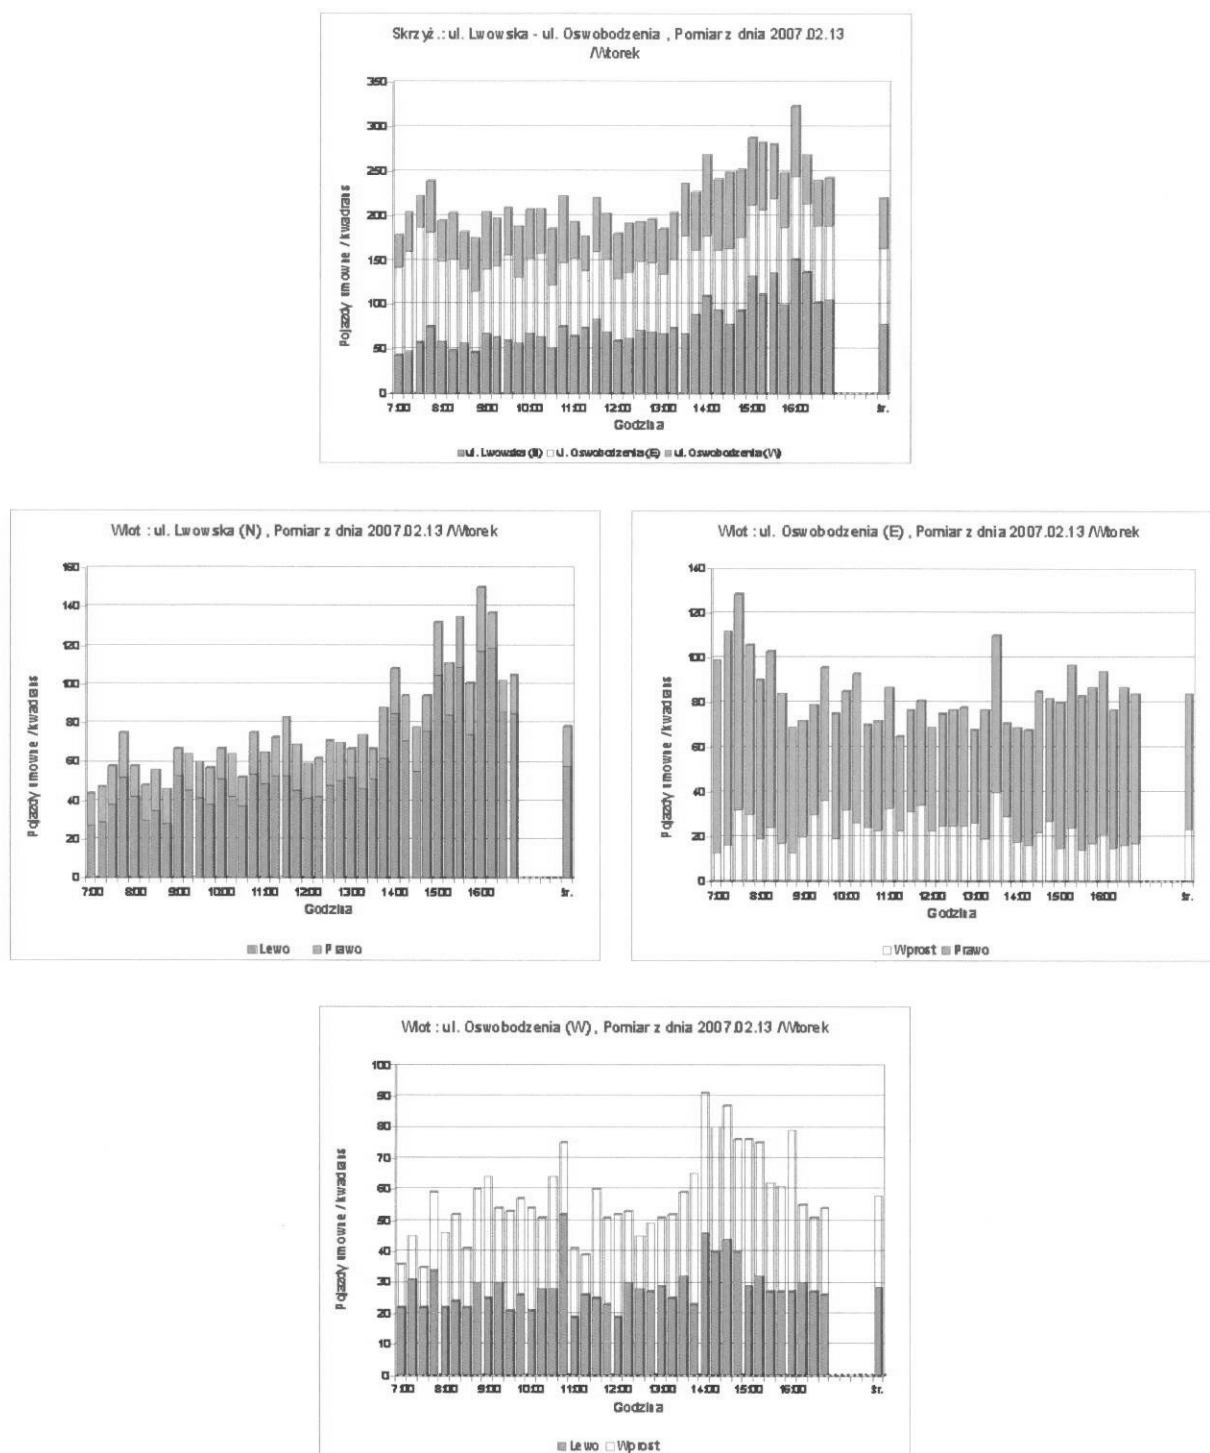 Skrzyż.: ul. Lwowska - ul. Oswobodzenia , Pomiar z dnia 2007.02.13
/Wtorek
Pojazdy umowne / kwadrans
350
300
250
200
150
100
50
0
7:00 8:00 9:00 10:00 11:00 12:00 13:00 14:00 15:00 16:00 śr.
Godzina
ul. Lwowska (N) ul. Oswobodzenia (E) ul. Oswobodzenia (W)
Wlot : ul. Lwowska (N) , Pomiar z dnia 2007.02.13 /Wtorek
Pojazdy umowne / kwadrans
160
140
120
100
80
60
40
20
0
7:00 8:00 9:00 10:00 11:00 12:00 13:00 14:00 15:00 16:00 śr.
Godzina
Lewo Prawo
Wlot : ul. Oswobodzenia (E) , Pomiar z dnia 2007.02.13 /Wtorek
Pojazdy umowne / kwadrans
140
120
100
80
60
40
20
0
7:00 8:00 9:00 10:00 11:00 12:00 13:00 14:00 15:00 16:00 śr.
Godzina
Wprost Prawo
Wlot : ul. Oswobodzenia (W) , Pomiar z dnia 2007.02.13 /Wtorek
Pojazdy umowne / kwadrans
100
90
80
70
60
50
40
30
20
10
0
7:00 8:00 9:00 10:00 11:00 12:00 13:00 14:00 15:00 16:00 śr.
Godzina
Lewo Wprost